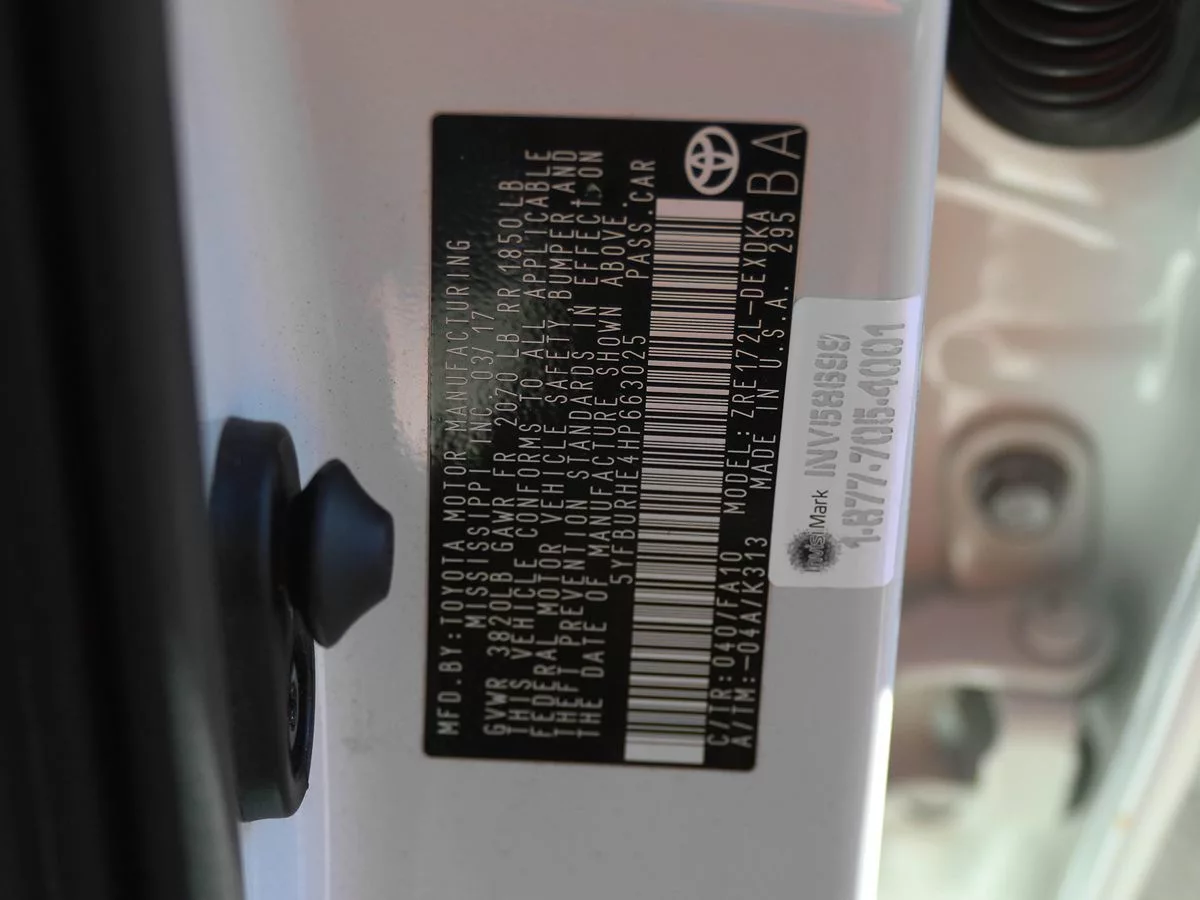 MFD.BY:TOYOTA MOTOR MANUFACTURING
MISSISSIPPI INC 03/17
GVWR 3820LB GAWR FR 2070LB RR 1850LB
THIS VEHICLE CONFORMS TO ALL APPLICABLE
FEDERAL MOTOR VEHICLE SAFETY,BUMPER,AND
THEFT PREVENTION STANDARDS IN EFFECT ON
THE DATE OF MANUFACTURE SHOWN ABOVE.
5YFBURHE4HP663025 PASS.CAR
C/TR:040/FA10 MODEL:ZRE172L-DEXDKA
A/TM:-04A/K313 MADE IN U.S.A. 295
BA
Mark
1·877·705·4001